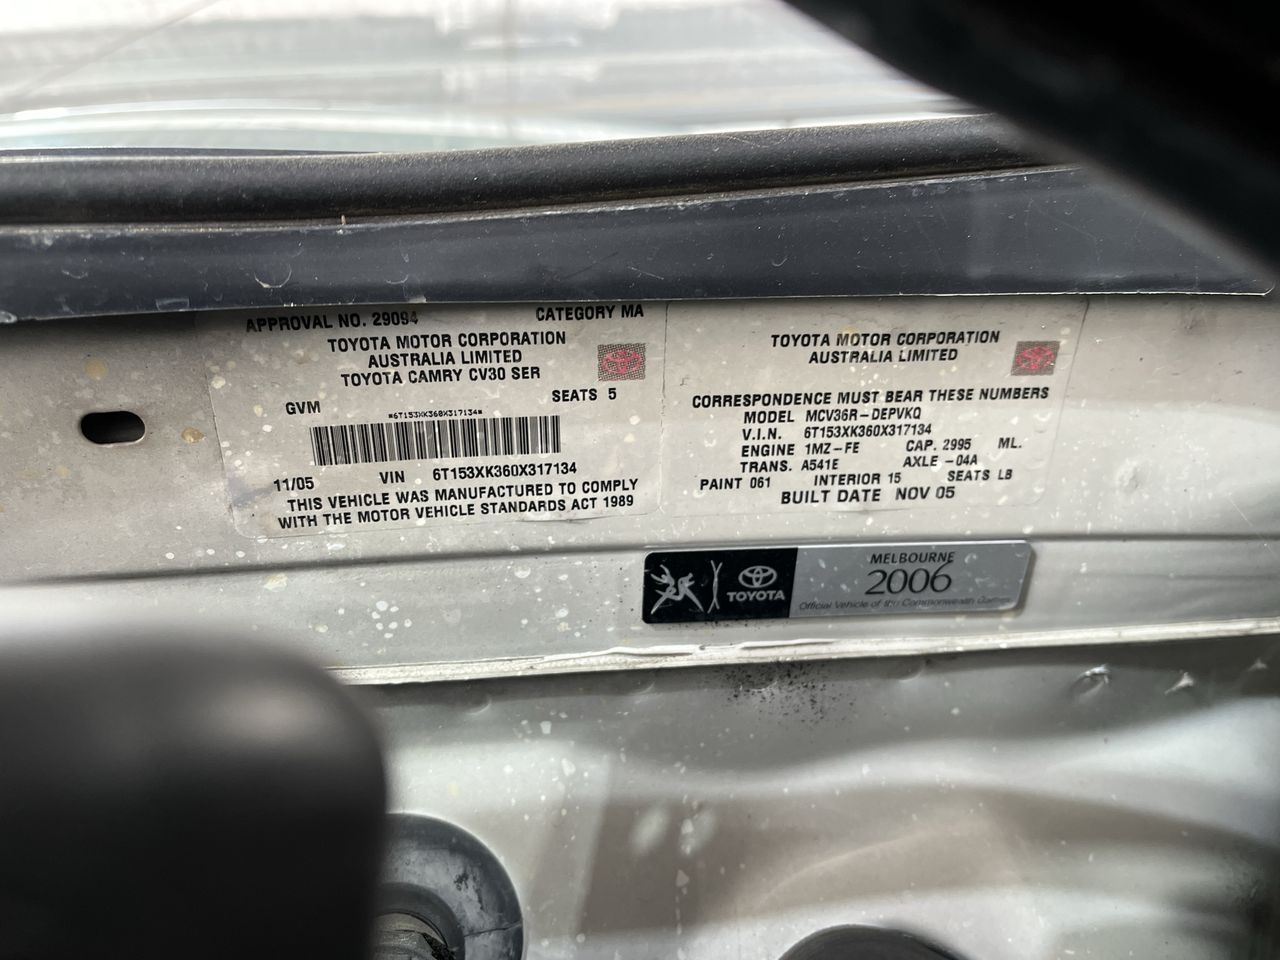 APPROVAL NO. 29094 CATEGORY MA
TOYOTA MOTOR CORPORATION
AUSTRALIA LIMITED
TOYOTA CAMRY CV30 SER
GVM SEATS 5
*6T153XK360X317134*
11/05 VIN 6T153XK360X317134
THIS VEHICLE WAS MANUFACTURED TO COMPLY
WITH THE MOTOR VEHICLE STANDARDS ACT 1989
TOYOTA MOTOR CORPORATION
AUSTRALIA LIMITED
CORRESPONDENCE MUST BEAR THESE NUMBERS
MODEL MCV36R-DEPVKQ
V.I.N. 6T153XK360X317134
ENGINE 1MZ-FE CAP. 2995 ML.
TRANS. A541E AXLE -04A
PAINT 061 INTERIOR 15 SEATS LB
BUILT DATE NOV 05
TOYOTA
MELBOURNE
2006
Official Vehicle of the Commonwealth Games